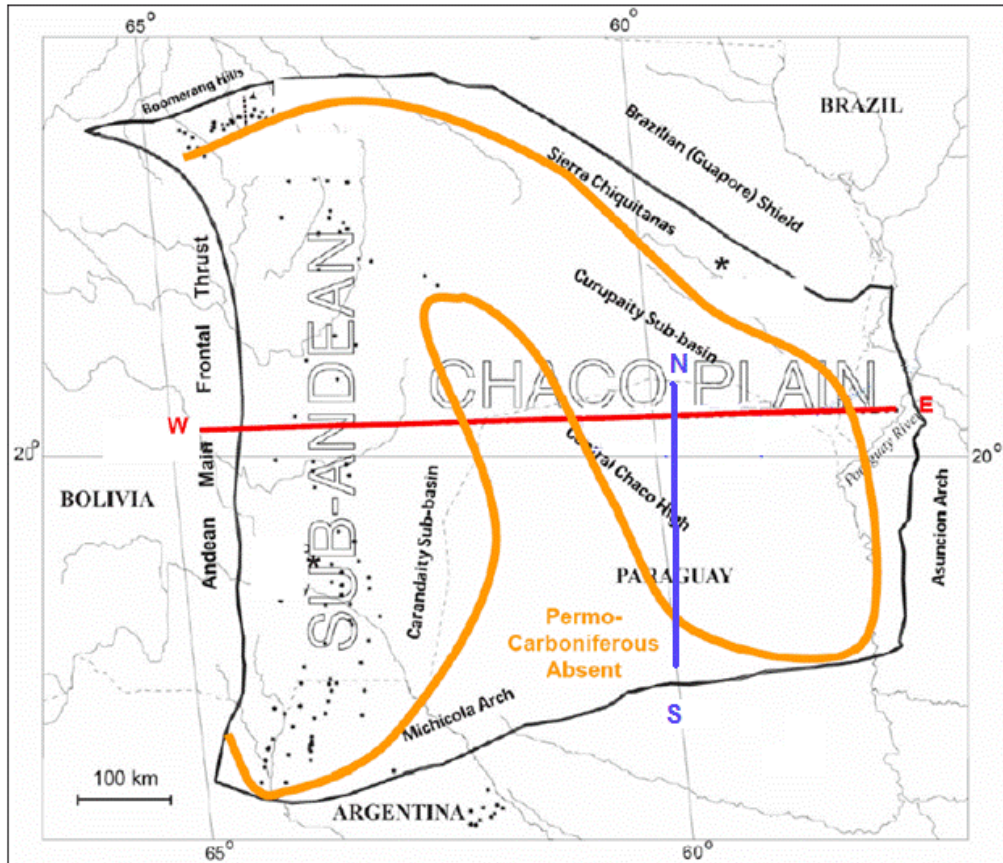 65°
60°
Boomerang Hills
BRAZIL
Brazilian (Guapore) Shield
Sierra Chiquitanas
*
Curupaity Sub-basin
Andean Main Frontal Thrust
SUB-ANDEAN
CHACO PLAIN
N
W
E
20°
20°
Central Chaco High
Paraguay River
BOLIVIA
Carandaity Sub-basin
Asuncion Arch
*
PARAGUAY
Permo-
Carboniferous
Absent
Michicola Arch
S
100 km
ARGENTINA
65°
60°